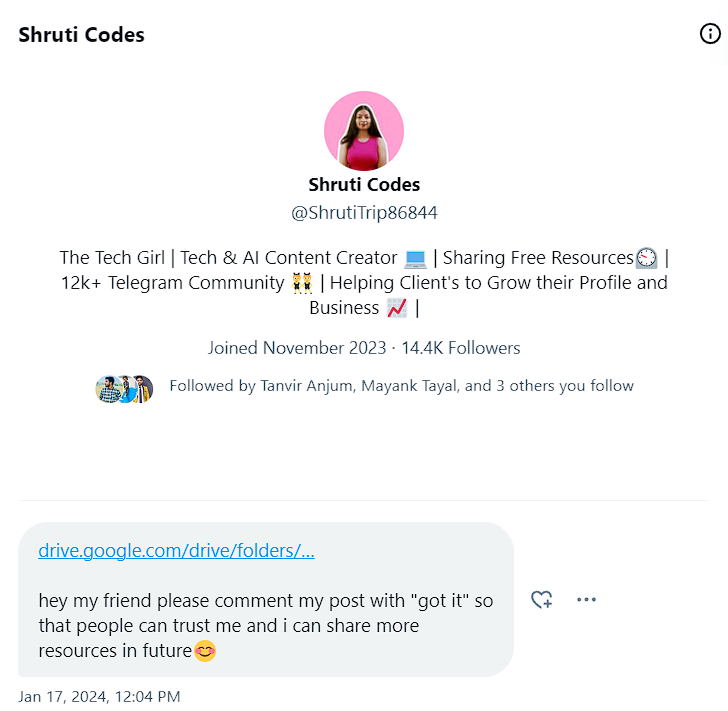 Shruti Codes
Shruti Codes
@ShrutiTrip86844
The Tech Girl | Tech & AI Content Creator 💻 | Sharing Free Resources🕙 |
12k+ Telegram Community 👯 | Helping Client's to Grow their Profile and
Business 📈 |
Joined November 2023 · 14.4K Followers
Followed by Tanvir Anjum, Mayank Tayal, and 3 others you follow
drive.google.com/drive/folders/...
hey my friend please comment my post with "got it" so
that people can trust me and i can share more
resources in future😊
Jan 17, 2024, 12:04 PM